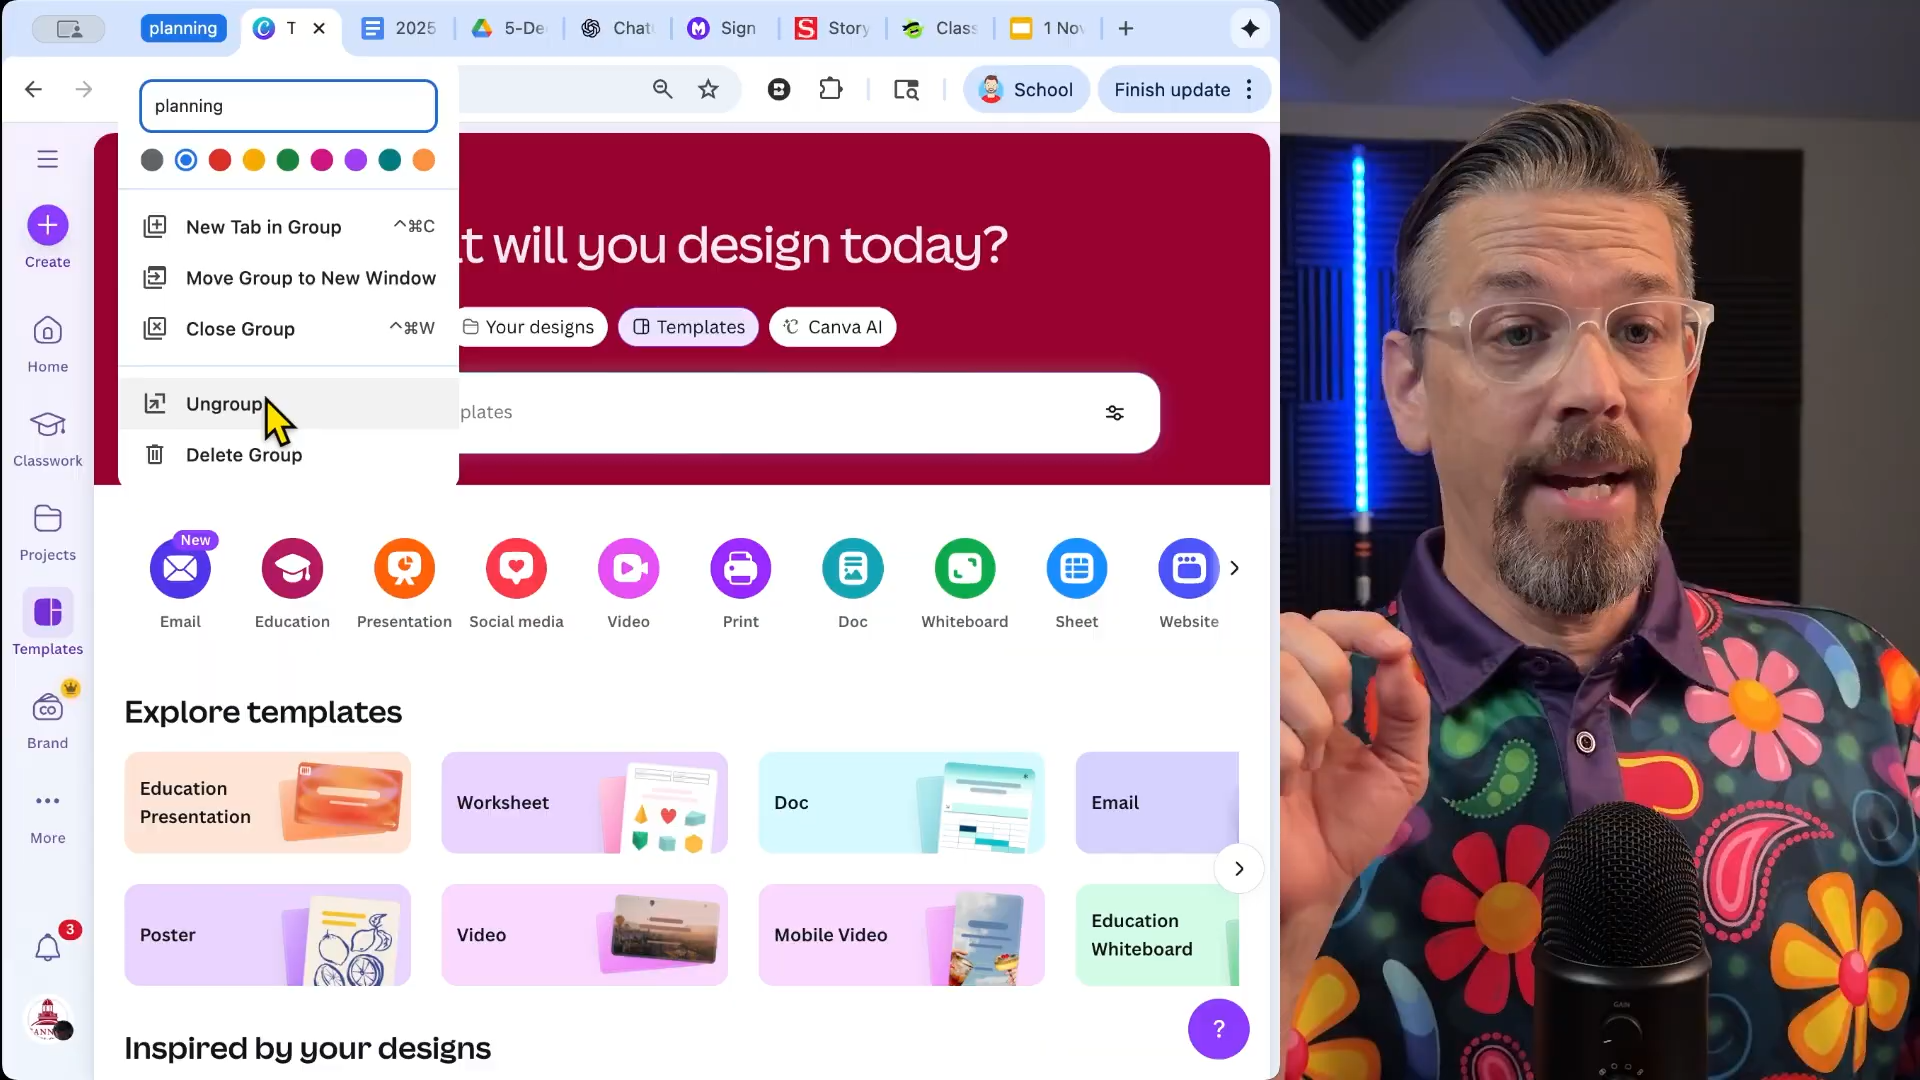 planning
T
2025
5-De
Chat
Sign
Story
Class
1 Nov
planning
School
Finish update
New Tab in Group ^⌘C
Move Group to New Window
Close Group ^⌘W
Ungroup
Delete Group
t will you design today?
Your designs
Templates
Canva AI
plates
Create
Home
Classwork
Projects
Templates
Brand
More
3
New
Email
Education
Presentation
Social media
Video
Print
Doc
Whiteboard
Sheet
Website
Explore templates
Education
Presentation
Worksheet
Doc
Email
Poster
Video
Mobile Video
Education
Whiteboard
Inspired by your designs
?
CO
GAIN